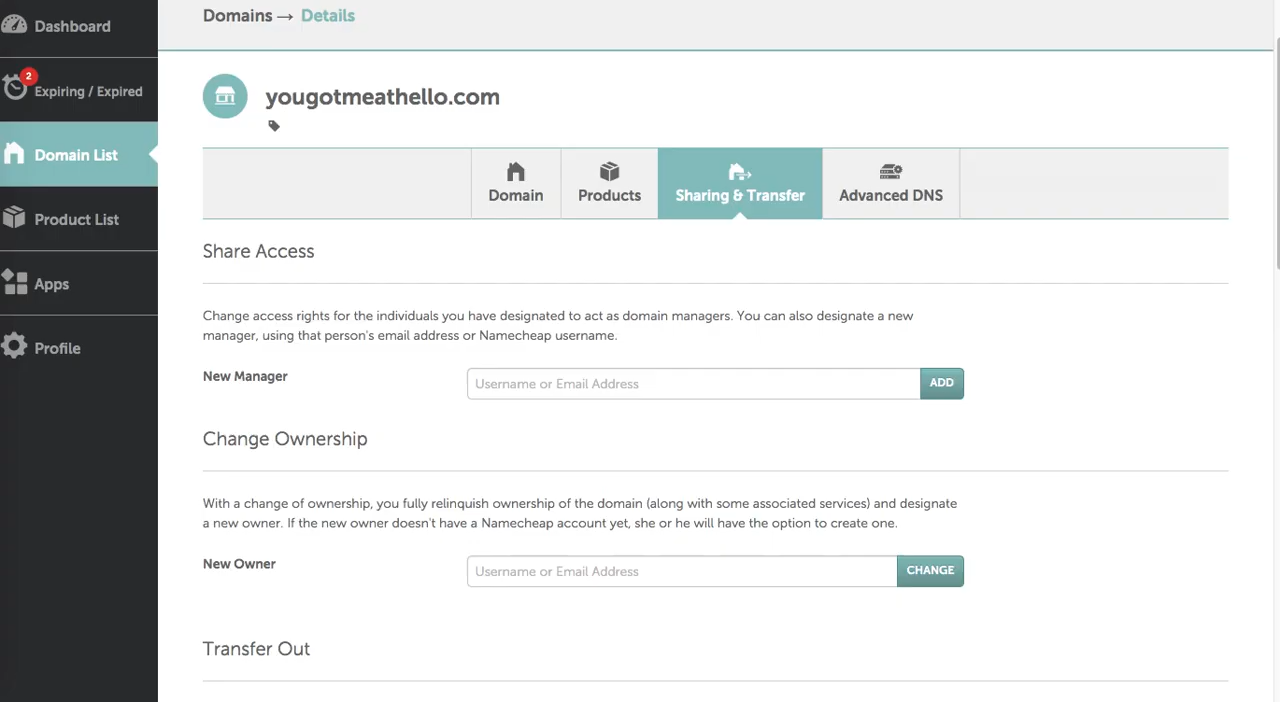 Dashboard
2
Expiring / Expired
Domain List
Product List
Apps
Profile
Domains → Details
yougotmeathello.com
Domain
Products
Sharing & Transfer
Advanced DNS
Share Access
Change access rights for the individuals you have designated to act as domain managers. You can also designate a new
manager, using that person's email address or Namecheap username.
New Manager
Username or Email Address
ADD
Change Ownership
With a change of ownership, you fully relinquish ownership of the domain (along with some associated services) and designate
a new owner. If the new owner doesn't have a Namecheap account yet, she or he will have the option to create one.
New Owner
Username or Email Address
CHANGE
Transfer Out